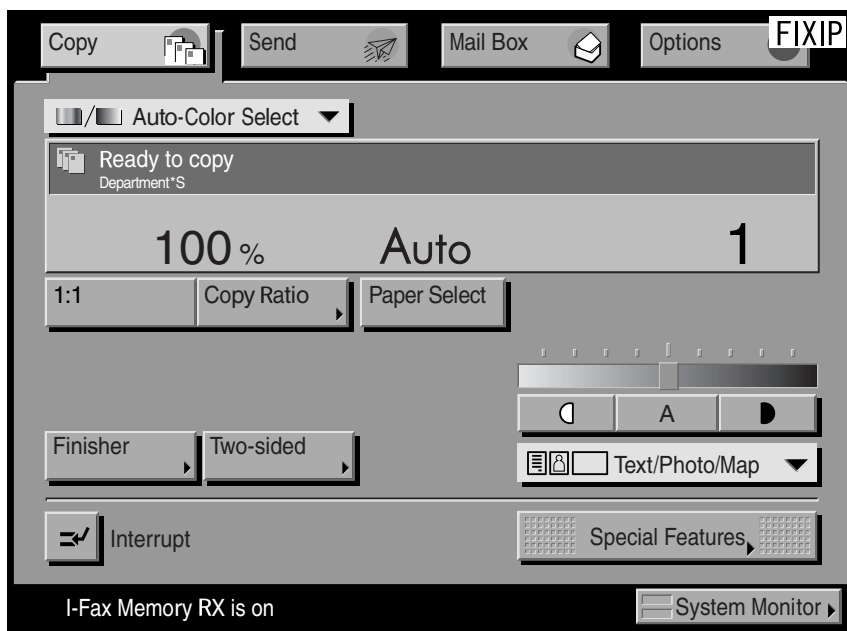 Copy
Send
Mail Box
Options
FIXIP
Auto-Color Select
Ready to copy
Department*S
100 %
Auto
1
1:1
Copy Ratio
Paper Select
A
Finisher
Two-sided
Text/Photo/Map
Interrupt
Special Features
I-Fax Memory RX is on
System Monitor